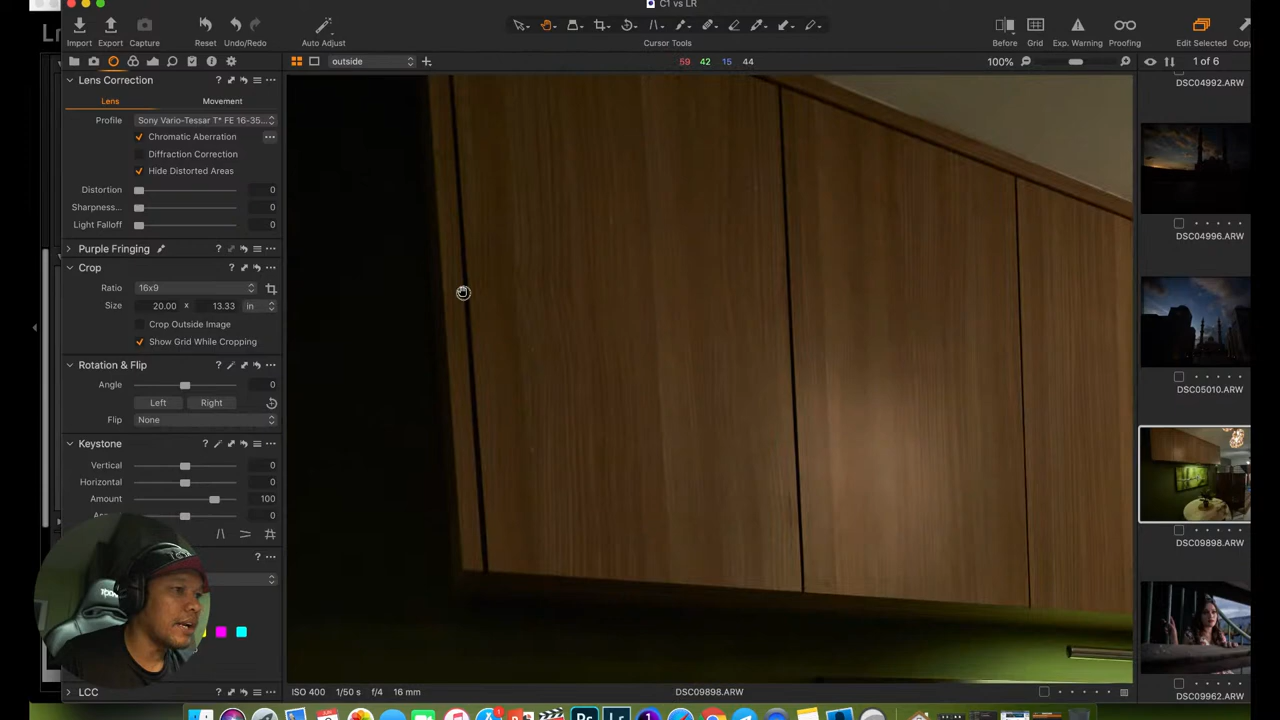 C1 vs LR
Lr
Import Export Capture Reset Undo/Redo Auto Adjust Cursor Tools Before Grid Exp. Warning Proofing Edit Selected
outside 59 42 15 44 100% 1 of 6
Lens Correction ?
Lens Movement
Profile Sony Vario-Tessar T* FE 16-35...
Chromatic Aberration
Diffraction Correction
Hide Distorted Areas
Distortion 0
Sharpness... 0
Light Falloff 0
Purple Fringing ?
Crop ?
Ratio 16x9
Size 20.00 x 13.33 in
Crop Outside Image
Show Grid While Cropping
Rotation & Flip ?
Angle 0
Left Right
Flip None
Keystone ?
Vertical 0
Horizontal 0
Amount 100
0
?
LCC ?
ISO 400 1/50 s f/4 16 mm DSC09898.ARW
DSC04992.ARW
DSC04996.ARW
DSC05010.ARW
DSC09898.ARW
DSC09962.ARW
Lr